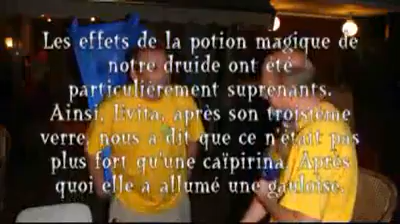 Les effets de la potion magique de
notre druide ont été
particulièrement suprenants.
Ainsi, Evita, après son troisième
verre, nous a dit que ce n'était pas
plus fort qu'une caïpirina. Après
quoi elle a allumé une gauloise.